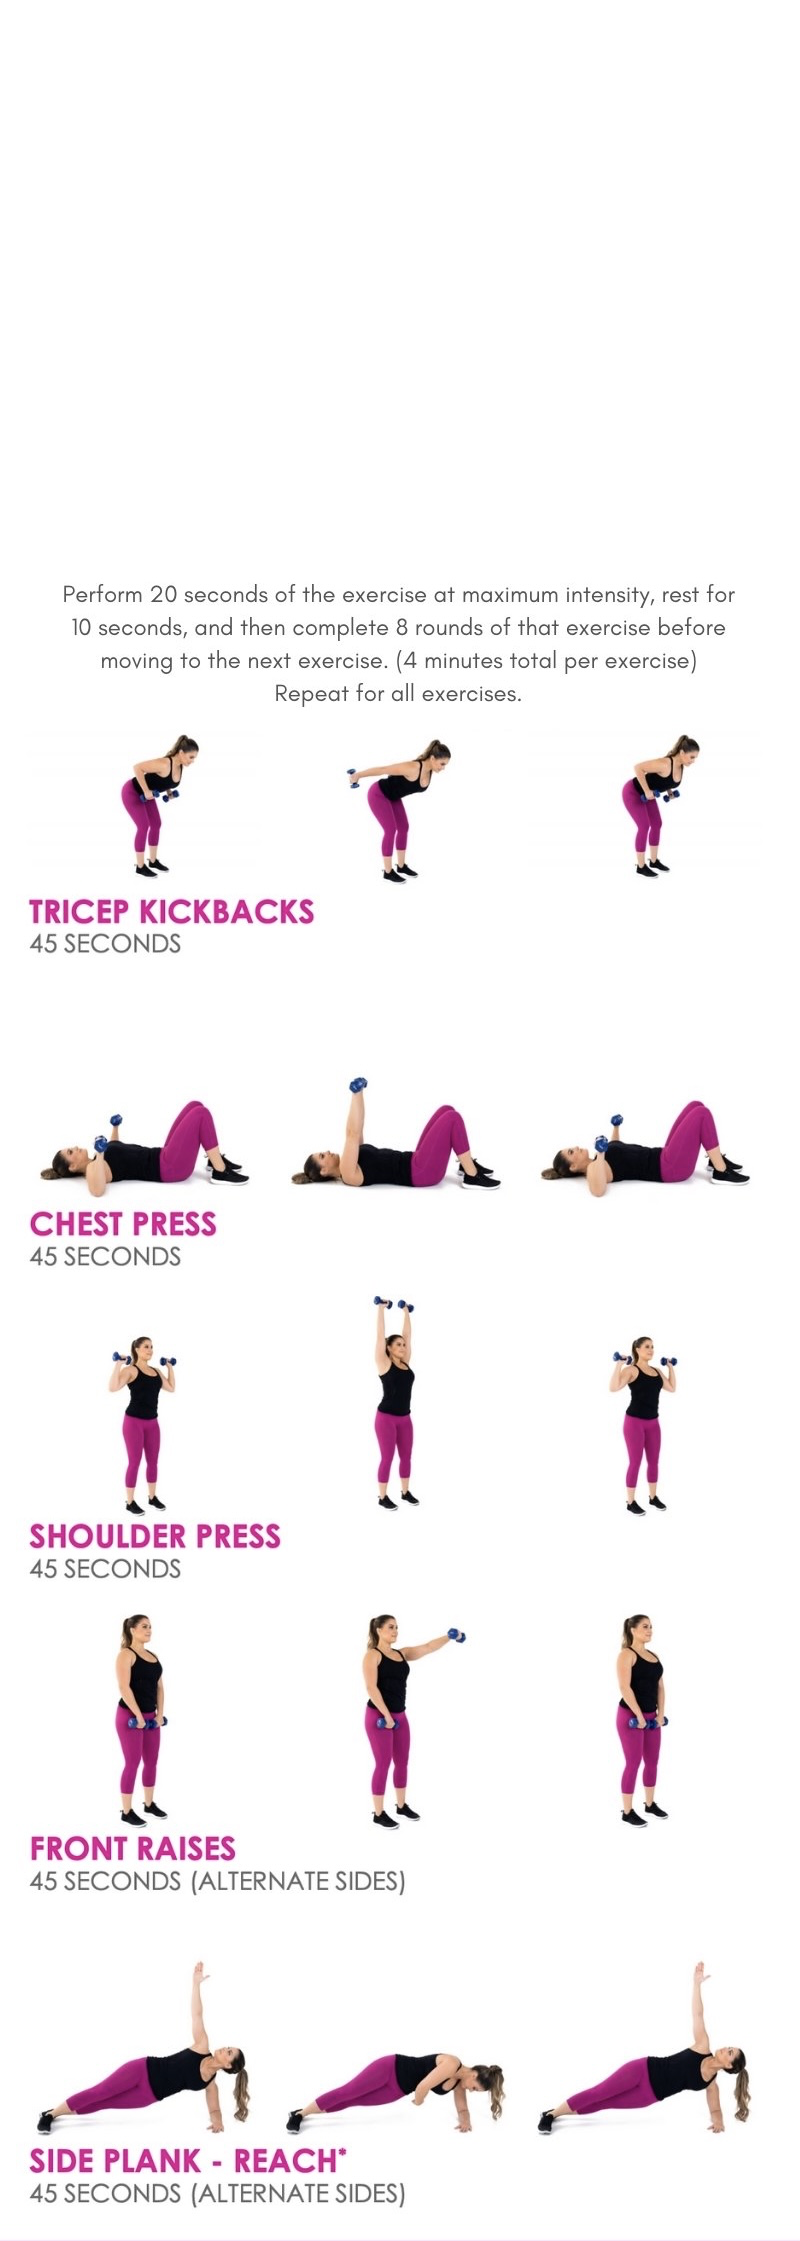 Perform 20 seconds of the exercise at maximum intensity, rest for
10 seconds, and then complete 8 rounds of that exercise before
moving to the next exercise. (4 minutes total per exercise)
Repeat for all exercises.
TRICEP KICKBACKS
45 SECONDS
CHEST PRESS
45 SECONDS
SHOULDER PRESS
45 SECONDS
FRONT RAISES
45 SECONDS (ALTERNATE SIDES)
SIDE PLANK - REACH*
45 SECONDS (ALTERNATE SIDES)